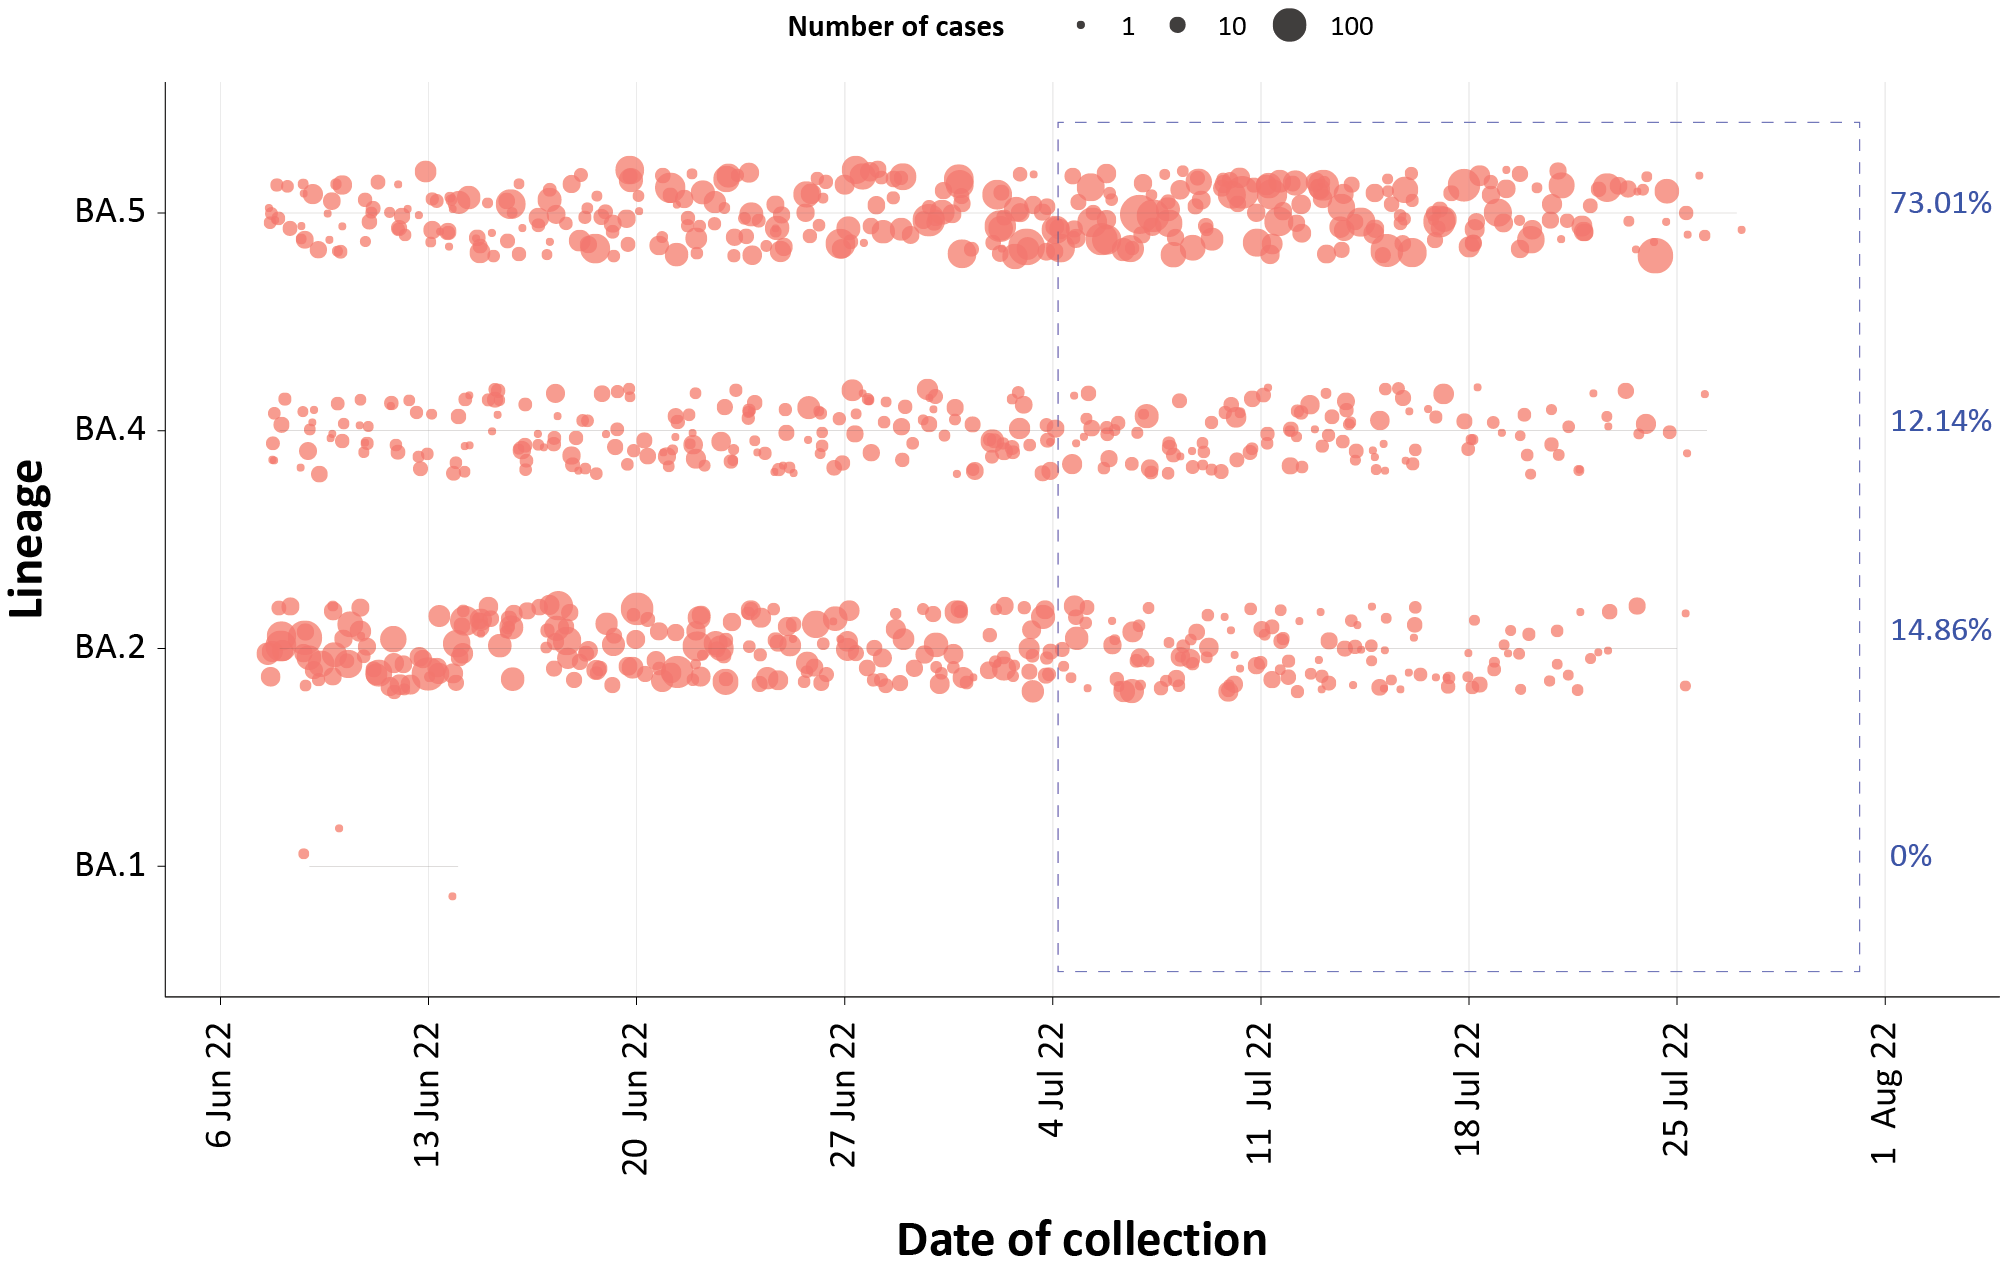 Number of cases 1 10 100
BA.5 73.01%
BA.4 12.14%
BA.2 14.86%
BA.1 0%
Lineage
6 Jun 22 13 Jun 22 20 Jun 22 27 Jun 22 4 Jul 22 11 Jul 22 18 Jul 22 25 Jul 22 1 Aug 22
Date of collection